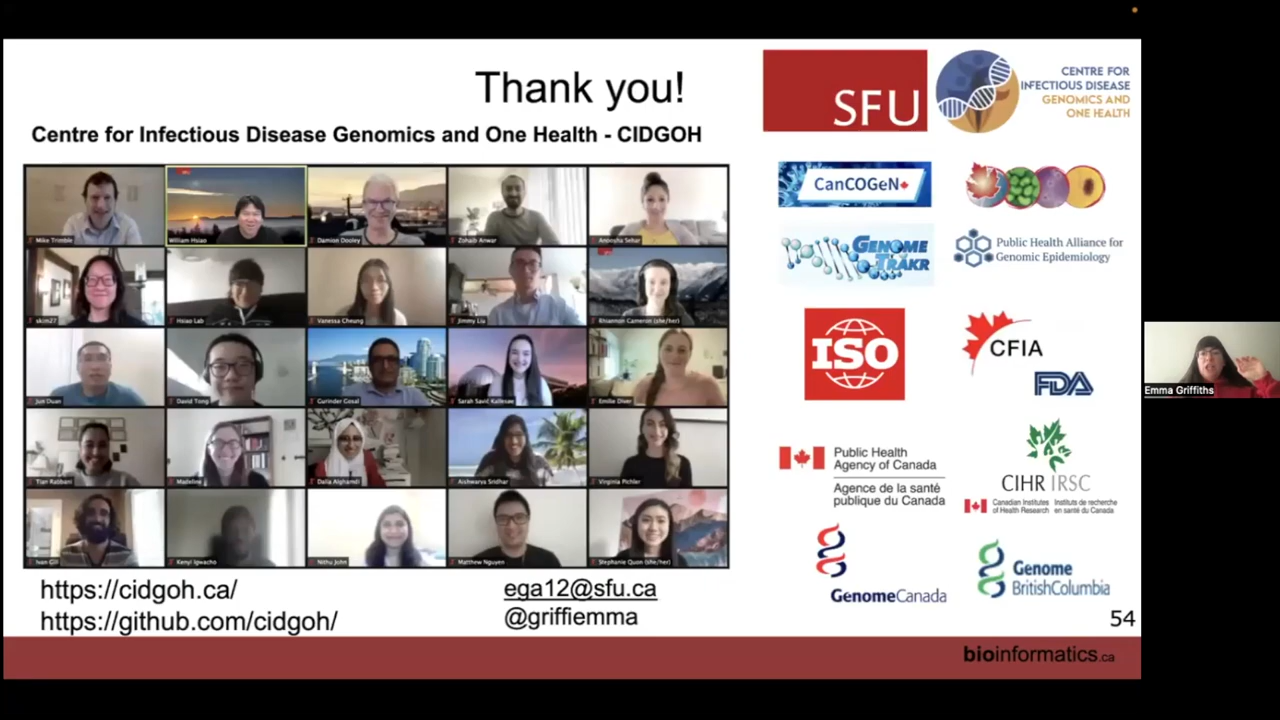 Thank you!
Centre for Infectious Disease Genomics and One Health - CIDGOH
Mike Trimble
William Hsiao
Damion Dooley
Zohaib Anwar
Anoosha Sehar
skim27
Hsiao Lab
Vanessa Cheung
Jimmy Liu
Rhiannon Cameron (she/her)
Jun Duan
David Tong
Gurinder Gosal
Sarah Savić Kallesøe
Emilie Diver
Tian Rabbani
Madeline
Dalia Alghamdi
Aishwarya Sridhar
Virginia Pichler
Ivan Gill
Kenyi Igwacho
Nithu John
Matthew Nguyen
Stephanie Quon (she/her)
https://cidgoh.ca/
https://github.com/cidgoh/
ega12@sfu.ca
@griffiemma
SFU
CENTRE FOR
INFECTIOUS DISEASE
GENOMICS AND
ONE HEALTH
CanCOGeN
GENOME
TRAKR
Public Health Alliance for
Genomic Epidemiology
ISO
CFIA
FDA
Public Health
Agency of Canada
Agence de la santé
publique du Canada
CIHR IRSC
Canadian Institutes
of Health Research
Instituts de recherche
en santé du Canada
GenomeCanada
Genome
BritishColumbia
54
bioinformatics.ca
Emma Griffiths